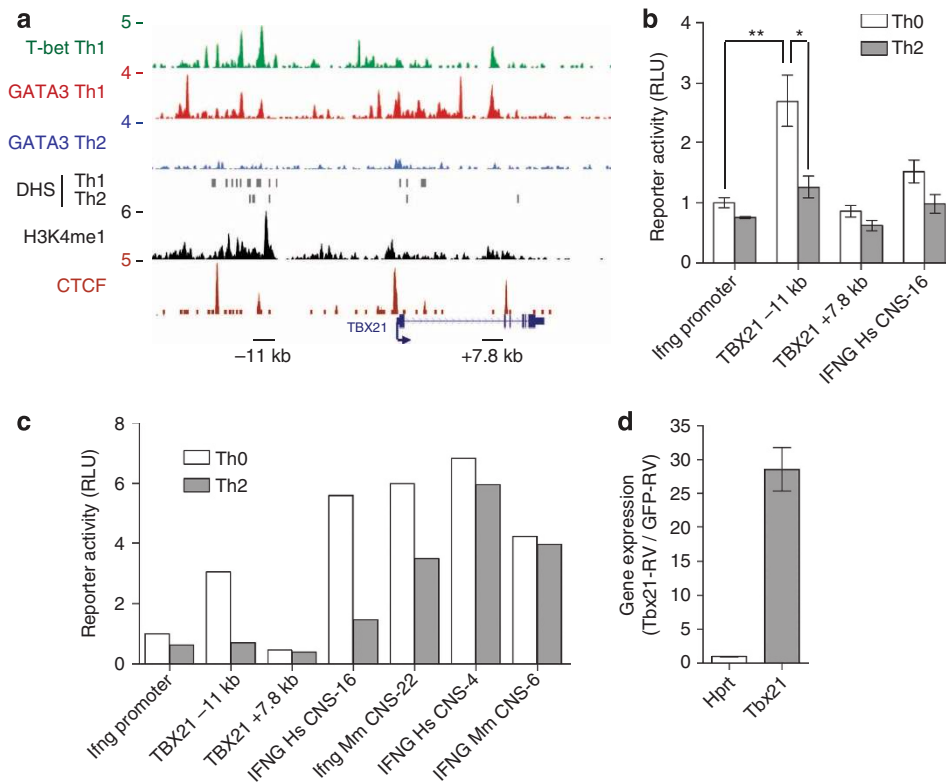 a
5
T-bet Th1
4
GATA3 Th1
4
GATA3 Th2
DHS
Th1
Th2
6
H3K4me1
5
CTCF
TBX21
−11 kb
+7.8 kb
b
Reporter activity (RLU)
4
3
2
1
0
**
*
Th0
Th2
Ifng promoter
TBX21 −11 kb
TBX21 +7.8 kb
IFNG Hs CNS-16
c
Reporter activity (RLU)
8
6
4
2
0
Th0
Th2
Ifng promoter
TBX21 −11 kb
TBX21 +7.8 kb
IFNG Hs CNS-16
Ifng Mm CNS-22
IFNG Hs CNS-4
IFNG Mm CNS-6
d
Gene expression
(Tbx21-RV / GFP-RV)
35
30
25
20
15
10
5
0
Hprt
Tbx21